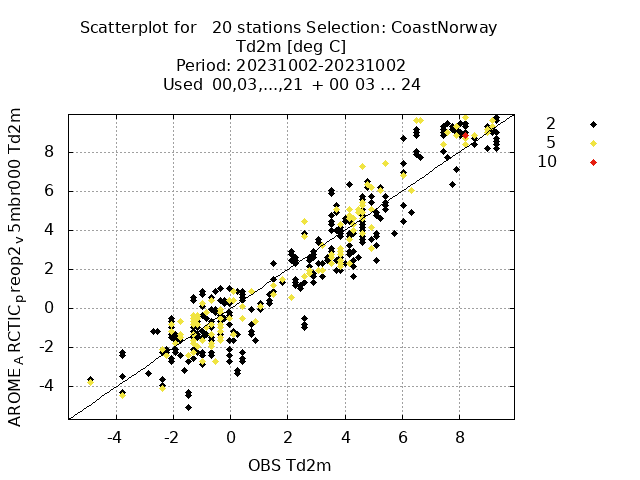 Scatterplot for 20 stations Selection: CoastNorway
Td2m [deg C]
Period: 20231002-20231002
Used 00,03,...,21 + 00 03 ... 24
2
5
10
AROME_ARCTIC_preop2_v5mbr000 Td2m
8
6
4
2
0
-2
-4
-4 -2 0 2 4 6 8
OBS Td2m